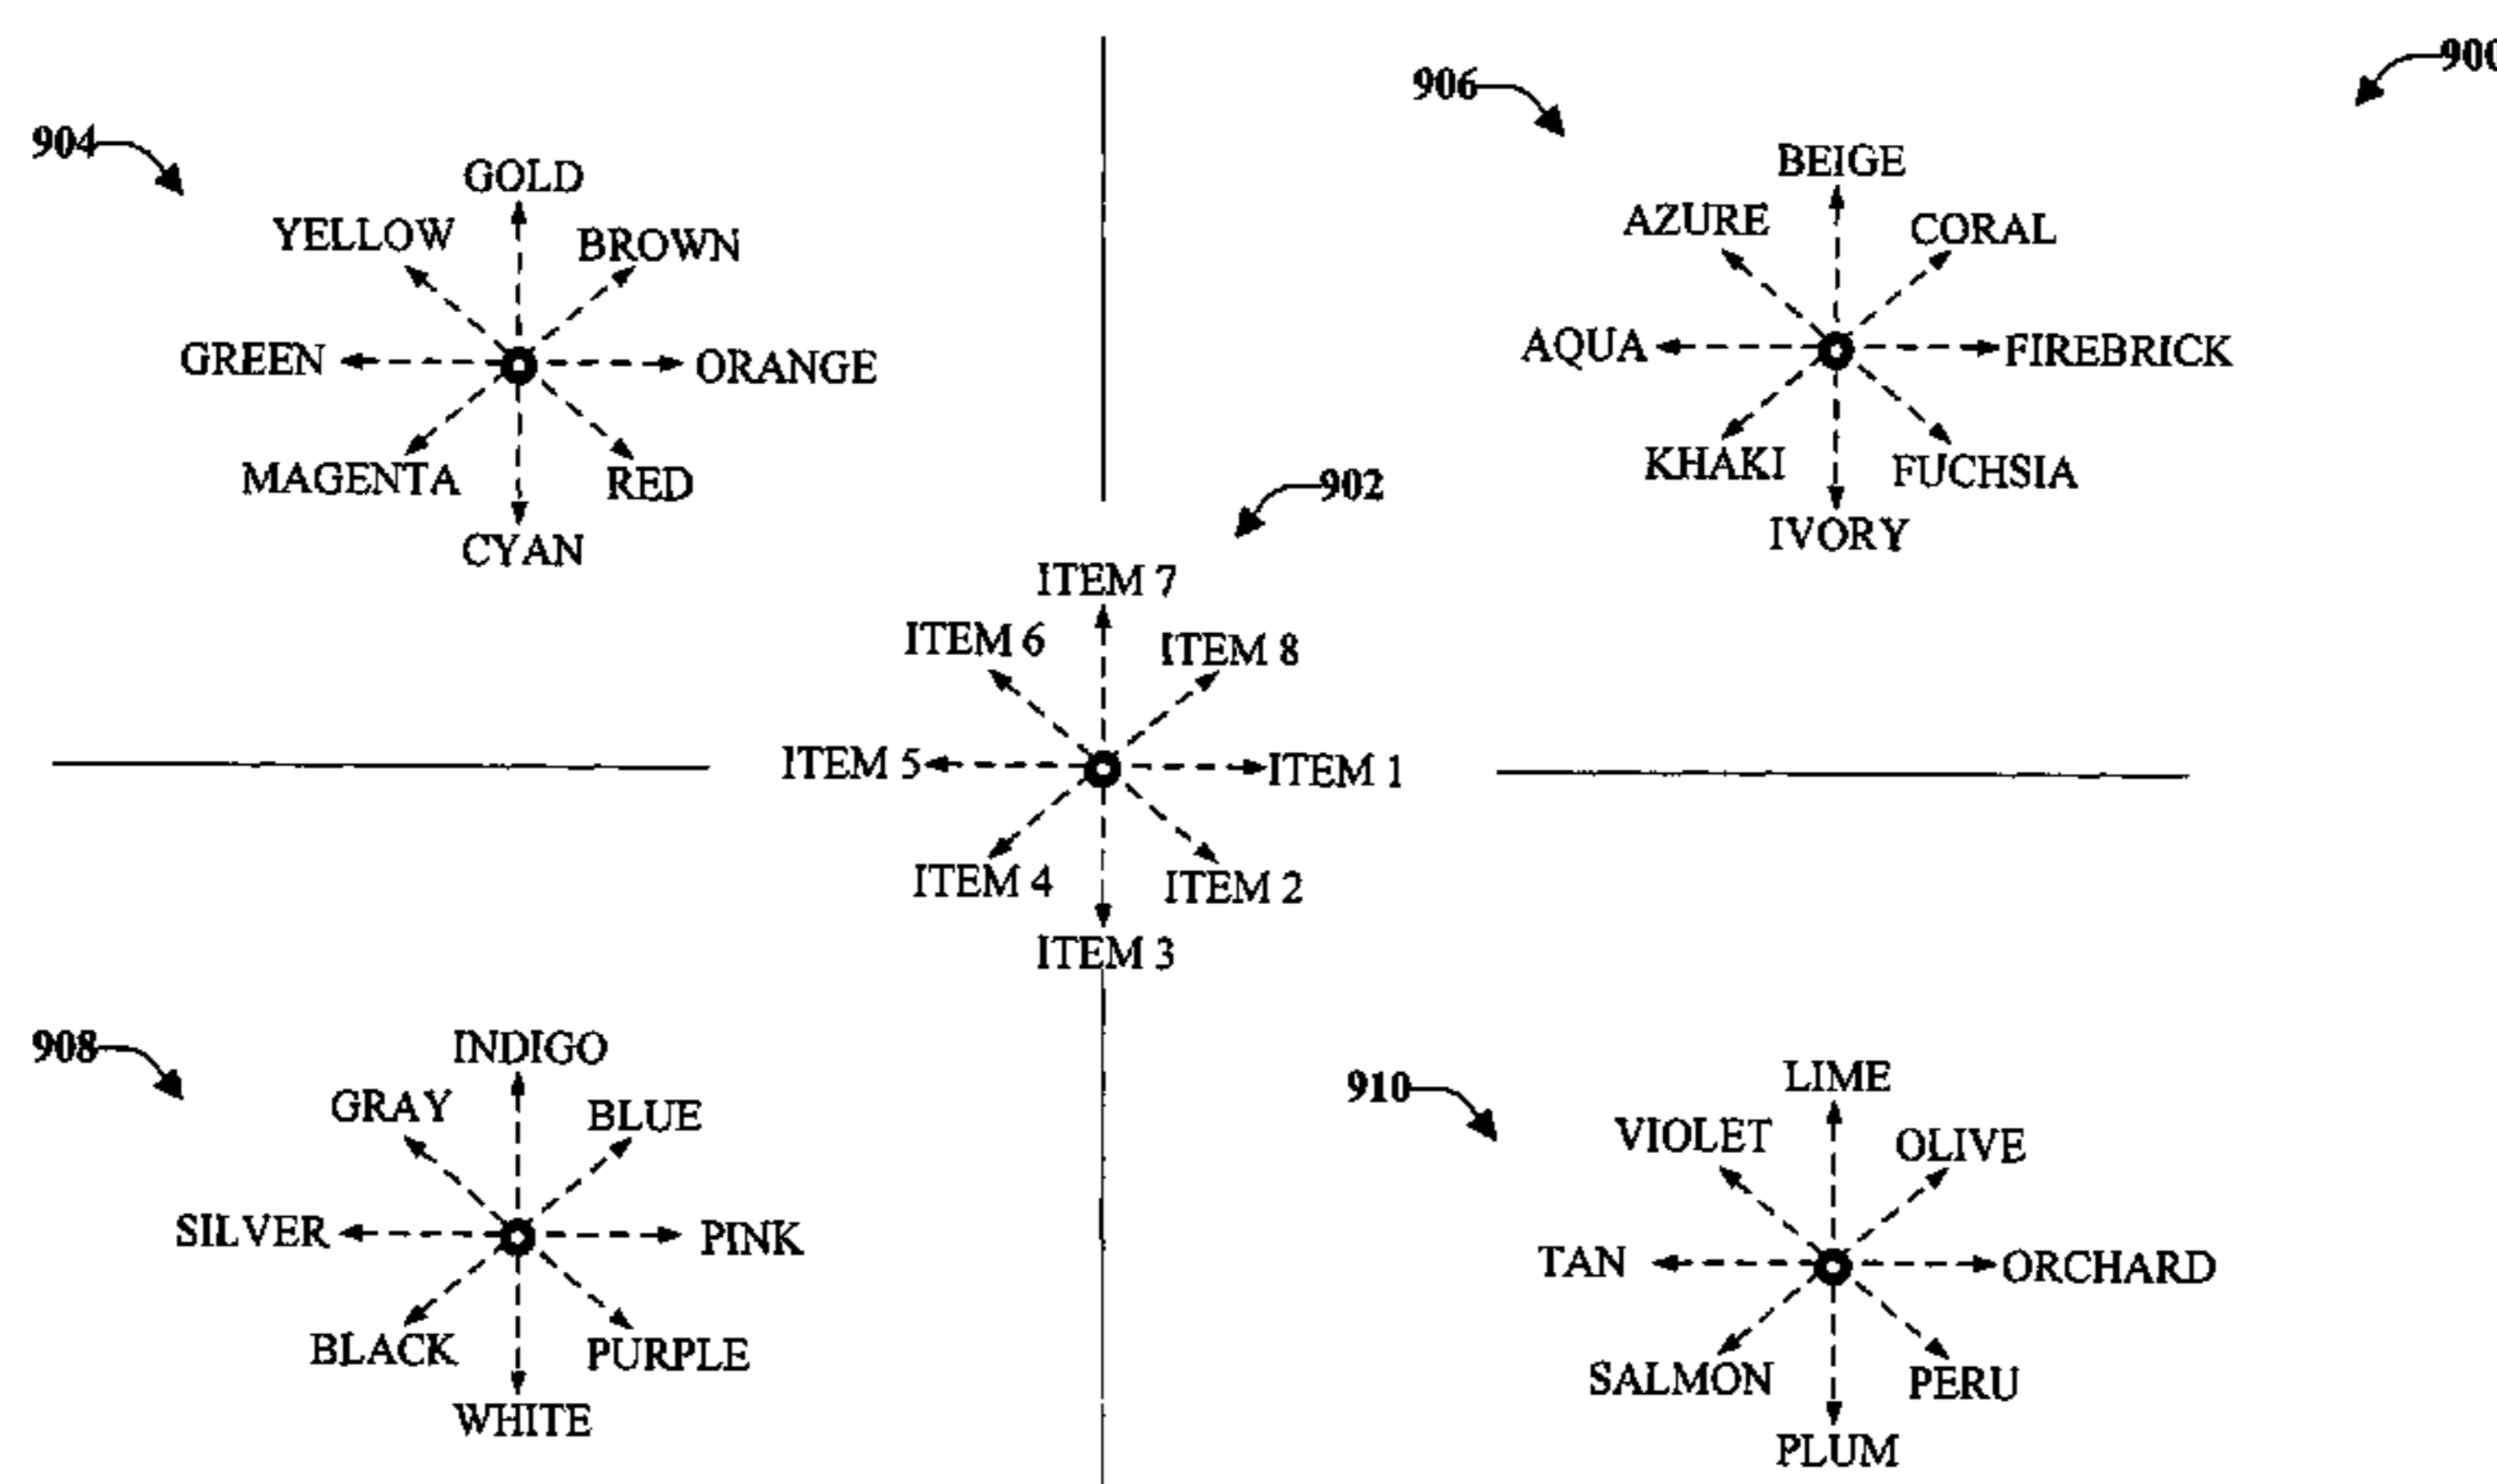 900
904
GOLD
YELLOW
BROWN
GREEN
ORANGE
MAGENTA
RED
CYAN
906
BEIGE
AZURE
CORAL
AQUA
FIREBRICK
KHAKI
FUCHSIA
IVORY
902
ITEM 7
ITEM 6
ITEM 8
ITEM 5
ITEM 1
ITEM 4
ITEM 2
ITEM 3
908
INDIGO
GRAY
BLUE
SILVER
PINK
BLACK
PURPLE
WHITE
910
LIME
VIOLET
OLIVE
TAN
ORCHARD
SALMON
PERU
PLUM